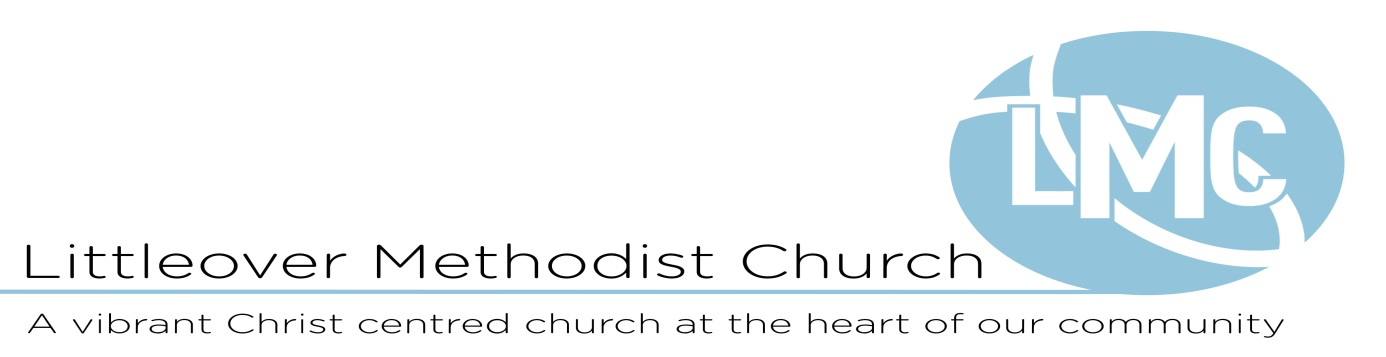 LMC
Littleover Methodist Church
A vibrant Christ centred church at the heart of our community